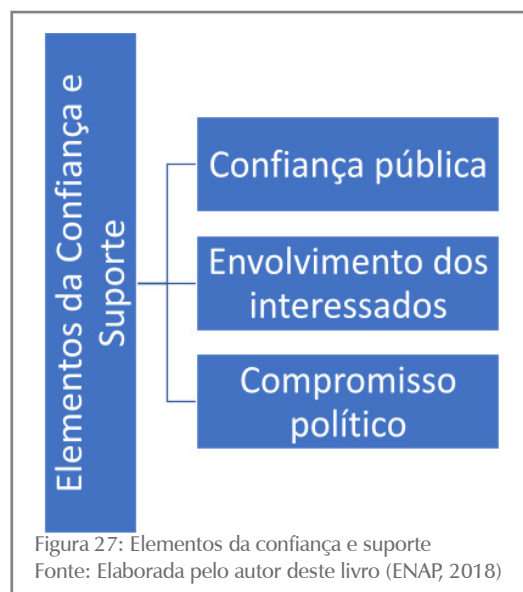 Elementos da Confiança e
Suporte
Confiança pública
Envolvimento dos
interessados
Compromisso
político
Figura 27: Elementos da confiança e suporte
Fonte: Elaborada pelo autor deste livro (ENAP, 2018)